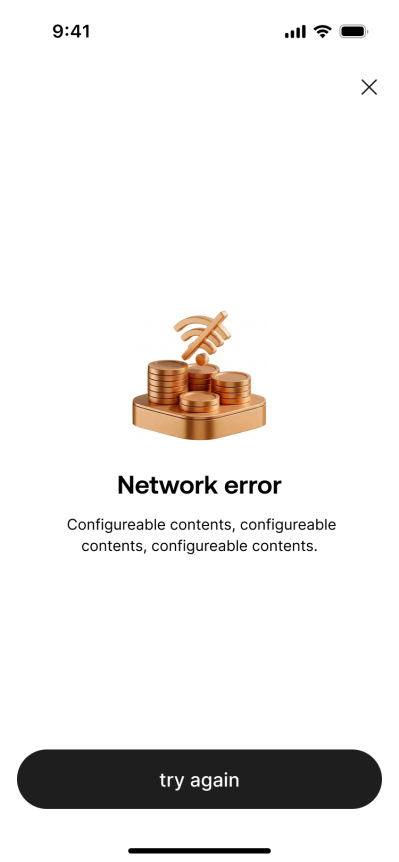 9:41
Network error
Configureable contents, configureable
contents, configureable contents.
try again